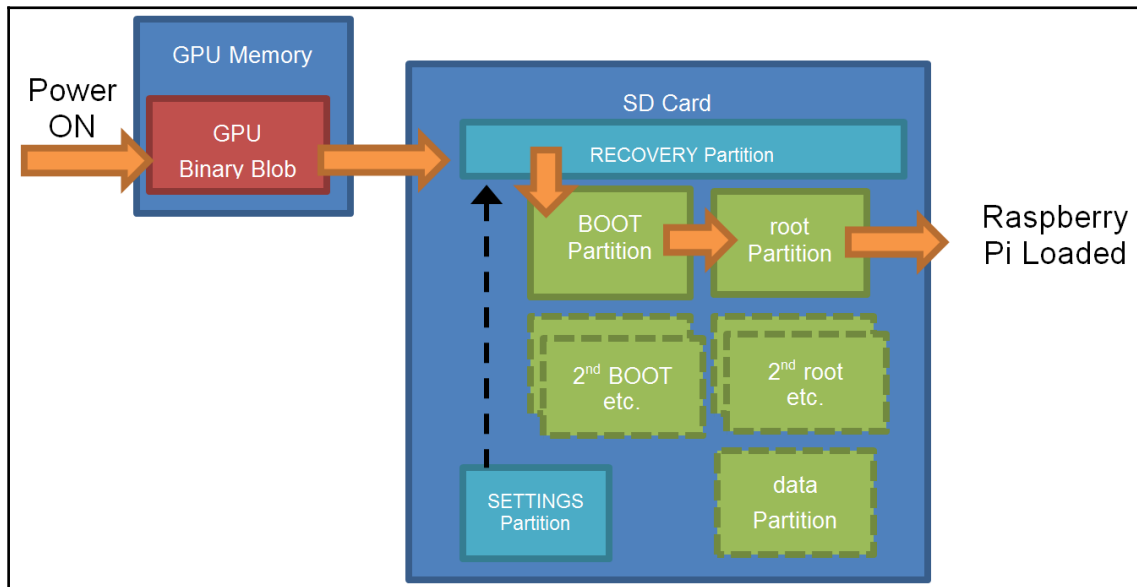 Power
ON
GPU Memory
GPU
Binary Blob
SD Card
RECOVERY Partition
BOOT
Partition
root
Partition
Raspberry
Pi Loaded
2nd BOOT
etc.
2nd root
etc.
SETTINGS
Partition
data
Partition